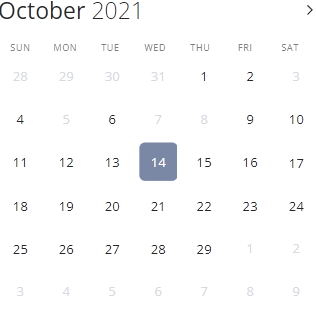 October 2021
SUN MON TUE WED THU FRI SAT
28 29 30 31 1 2 3
4 5 6 7 8 9 10
11 12 13 14 15 16 17
18 19 20 21 22 23 24
25 26 27 28 29 1 2
3 4 5 6 7 8 9